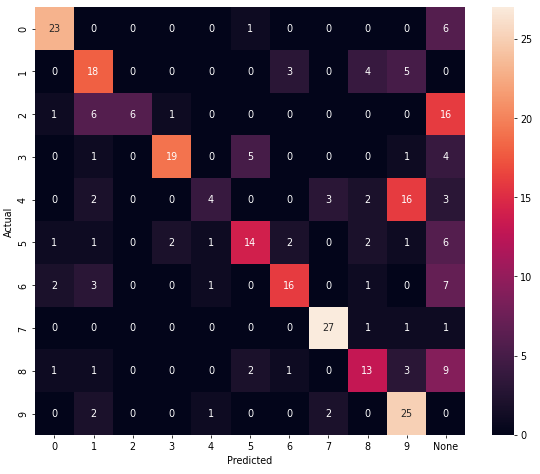 0 23 0 0 0 0 1 0 0 0 0 6
1 0 18 0 0 0 0 3 0 4 5 0
2 1 6 6 1 0 0 0 0 0 0 16
3 0 1 0 19 0 5 0 0 0 1 4
4 0 2 0 0 4 0 0 3 2 16 3
5 1 1 0 2 1 14 2 0 2 1 6
6 2 3 0 0 1 0 16 0 1 0 7
7 0 0 0 0 0 0 0 27 1 1 1
8 1 1 0 0 0 2 1 0 13 3 9
9 0 2 0 0 1 0 0 2 0 25 0
0 1 2 3 4 5 6 7 8 9 None
Predicted
Actual
25
20
15
10
5
0